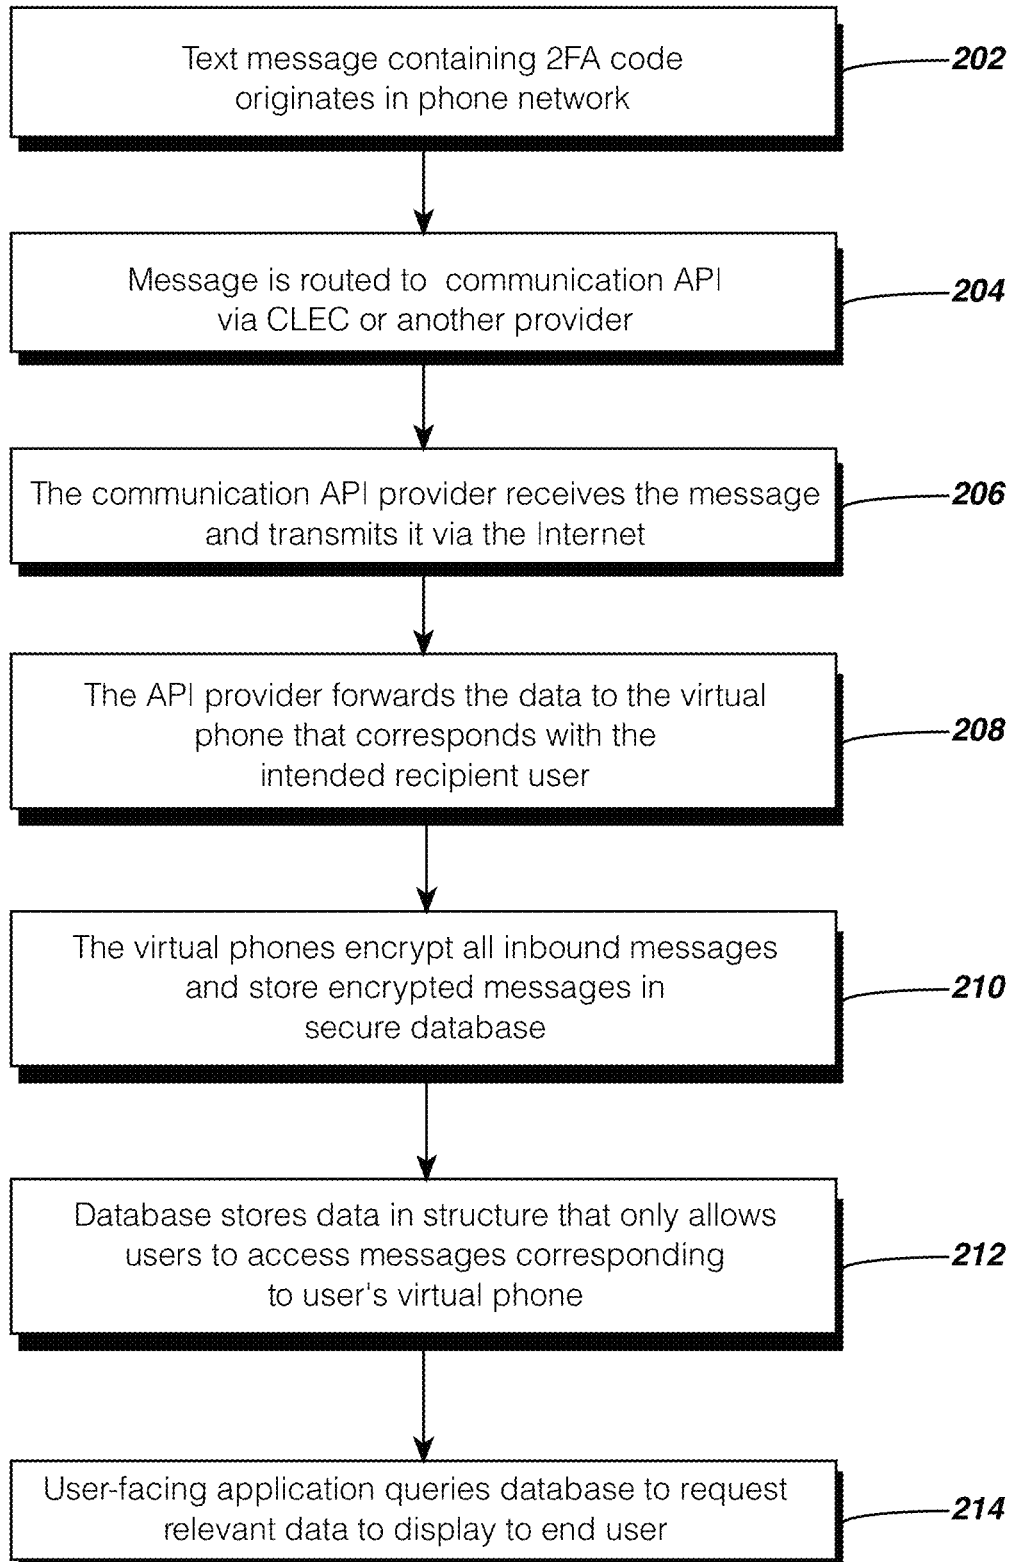 Text message containing 2FA code
originates in phone network
202
Message is routed to communication API
via CLEC or another provider
204
The communication API provider receives the message
and transmits it via the Internet
206
The API provider forwards the data to the virtual
phone that corresponds with the
intended recipient user
208
The virtual phones encrypt all inbound messages
and store encrypted messages in
secure database
210
Database stores data in structure that only allows
users to access messages corresponding
to user's virtual phone
212
User-facing application queries database to request
relevant data to display to end user
214